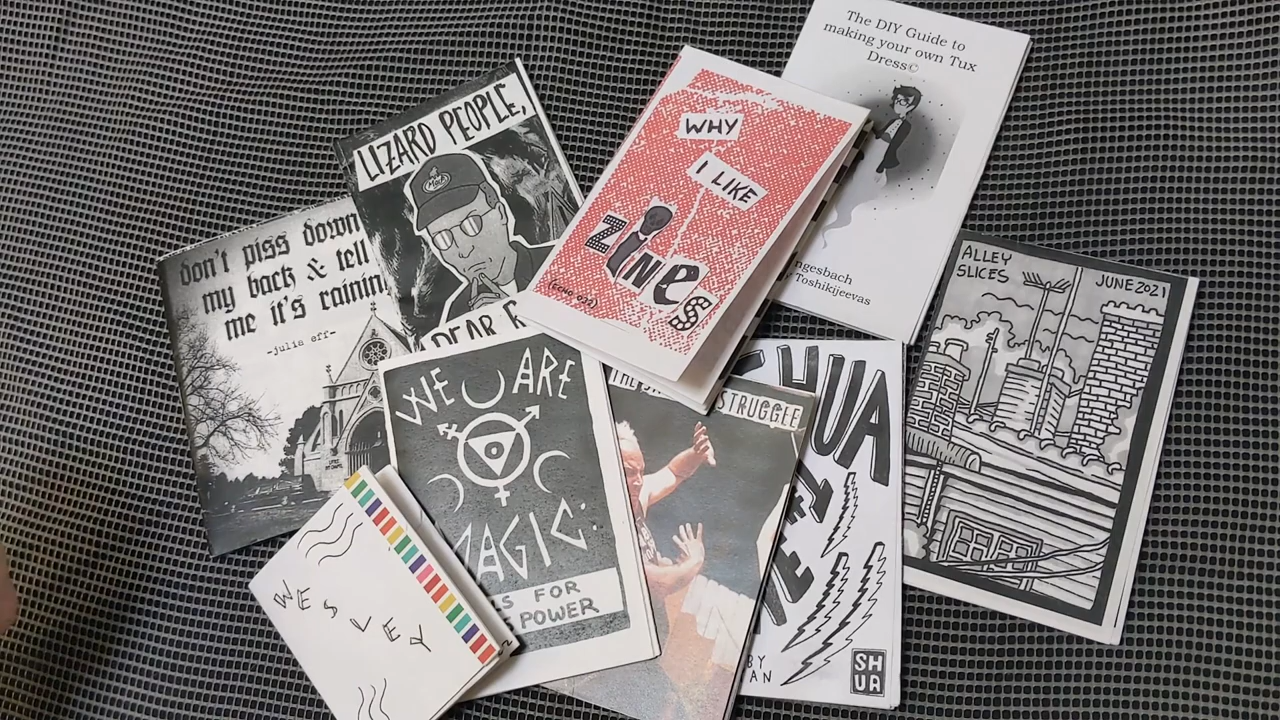 The DIY Guide to
making your own Tux
Dress©
ngesbach
Toshikijeevas
LIZARD PEOPLE,
DEAR R
WHY
I LIKE
ZINES
don't piss down
my back & tell
me it's rainin
-julia eff-
ALLEY
SLICES
JUNE 2021
WE ARE
MAGIC:
S FOR
POWER
STRUGGLE
BY
AN
SH
UA
WESLEY